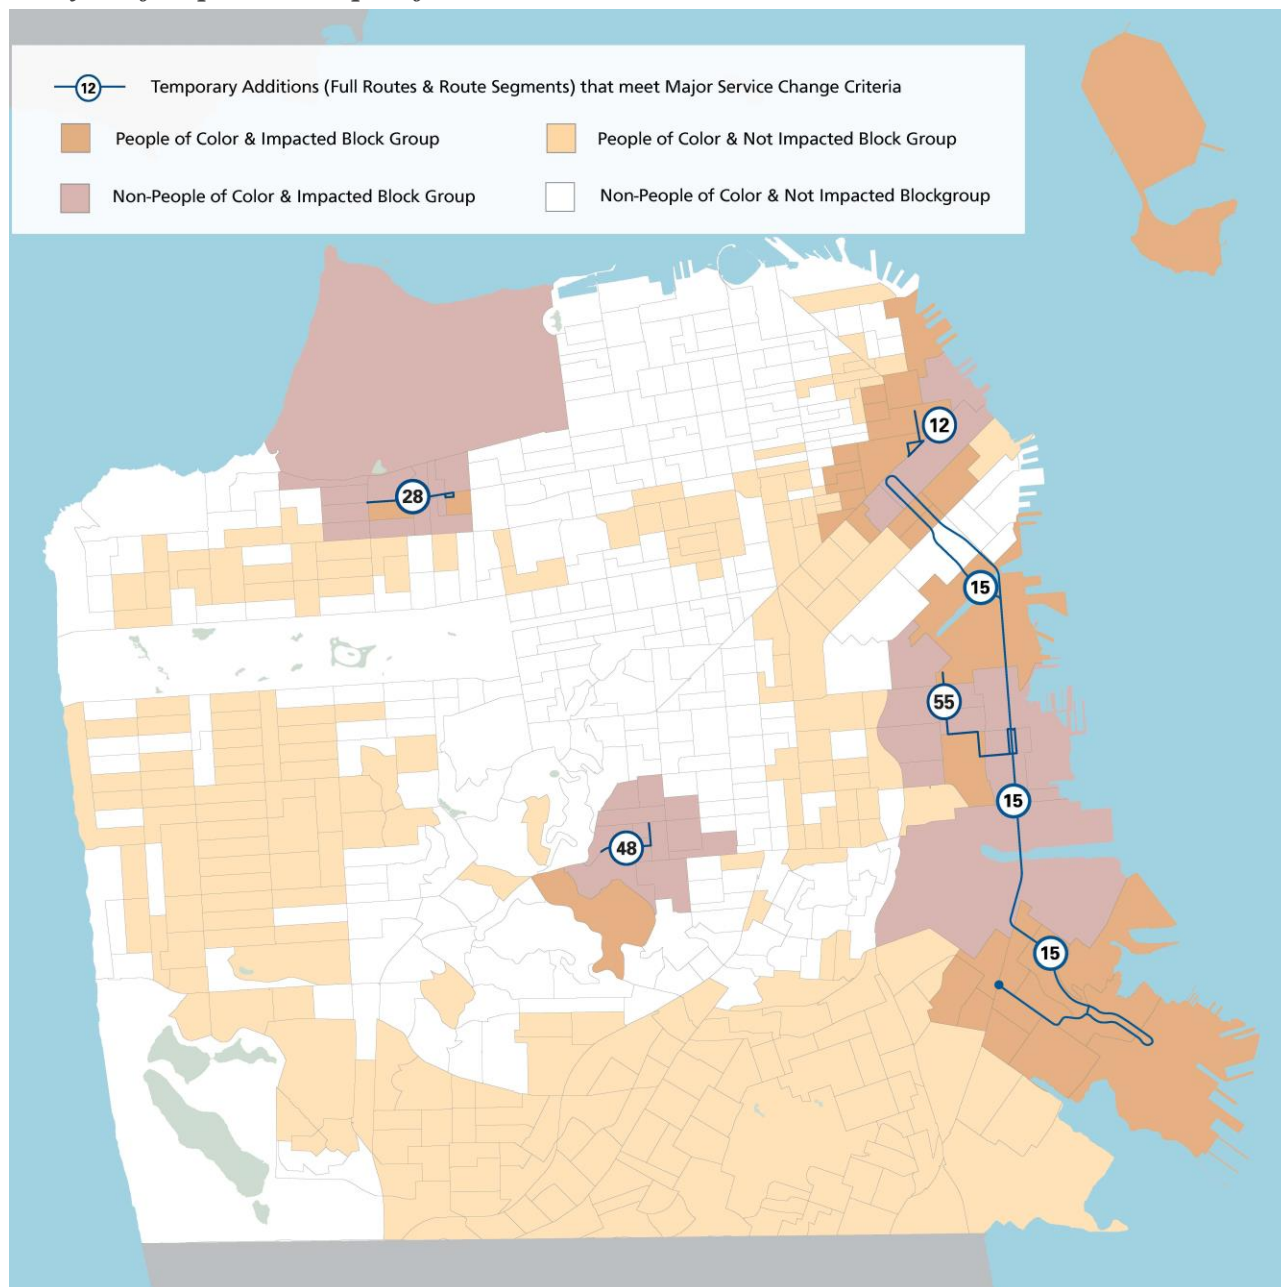 12 Temporary Additions (Full Routes & Route Segments) that meet Major Service Change Criteria
People of Color & Impacted Block Group
People of Color & Not Impacted Block Group
Non-People of Color & Impacted Block Group
Non-People of Color & Not Impacted Blockgroup
12
28
15
55
15
48
15